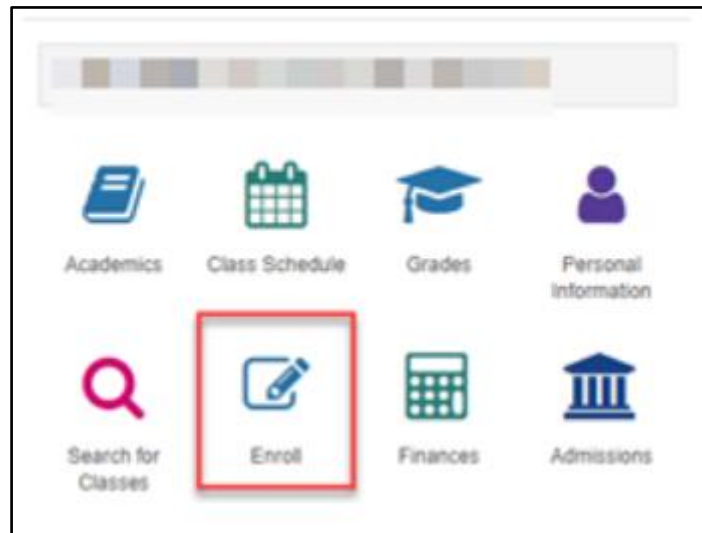 Academics
Class Schedule
Grades
Personal
Information
Search for
Classes
Enroll
Finances
Admissions